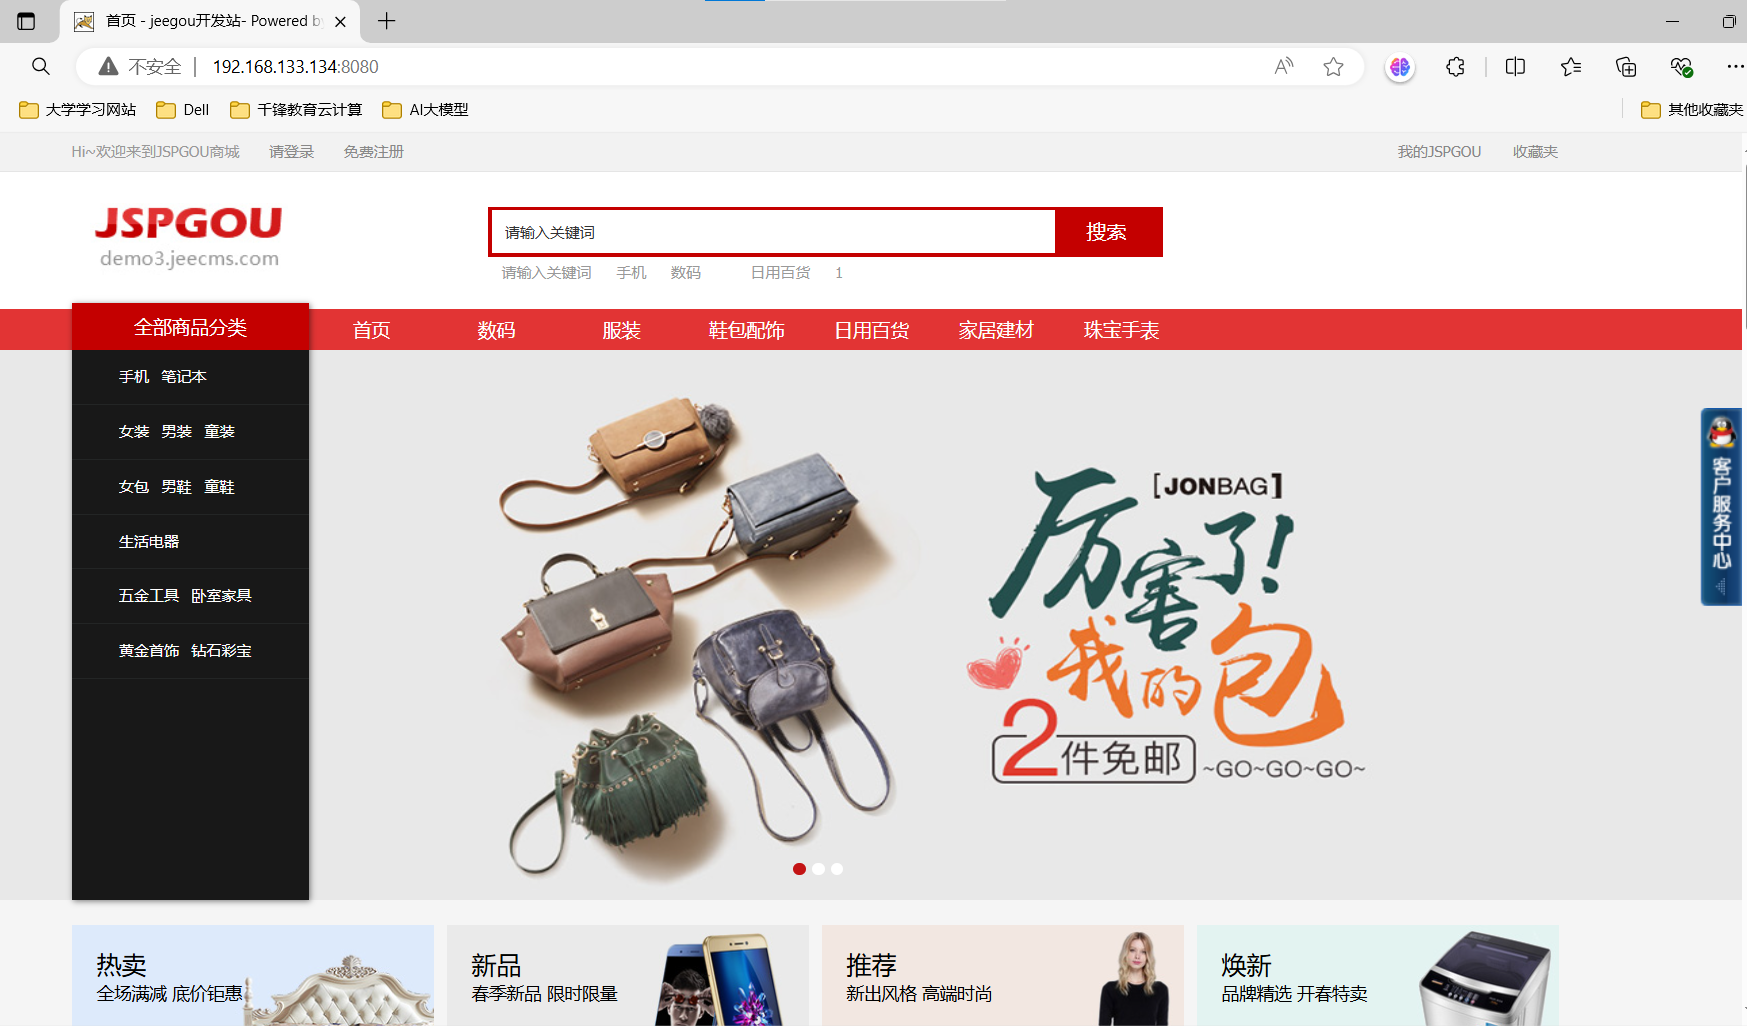 首页 - jeegou开发站- Powered by
不安全 192.168.133.134:8080
大学学习网站 Dell 千锋教育云计算 AI大模型 其他收藏夹
Hi~欢迎来到JSPGOU商城 请登录 免费注册 我的JSPGOU 收藏夹
JSPGOU
demo3.jeecms.com
请输入关键词 搜索
请输入关键词 手机 数码 日用百货 1
全部商品分类 首页 数码 服装 鞋包配饰 日用百货 家居建材 珠宝手表
手机 笔记本
女装 男装 童装
女包 男鞋 童鞋
生活电器
五金工具 卧室家具
黄金首饰 钻石彩宝
[JONBAG]
厉害了!
我的包
2件免邮 ~GO~GO~GO~
客户服务中心
热卖
全场满减 底价钜惠
新品
春季新品 限时限量
推荐
新出风格 高端时尚
焕新
品牌精选 开春特卖